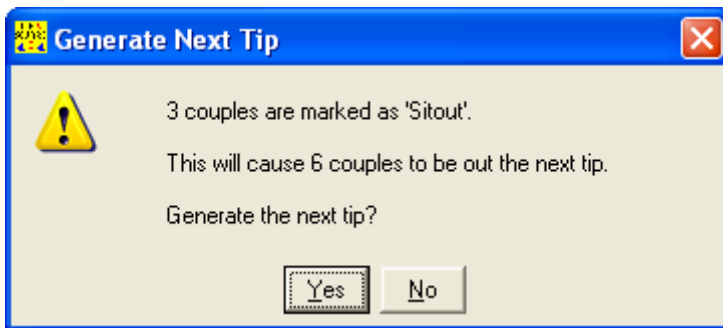 Generate Next Tip
3 couples are marked as 'Sitout'.
This will cause 6 couples to be out the next tip.
Generate the next tip?
Yes No